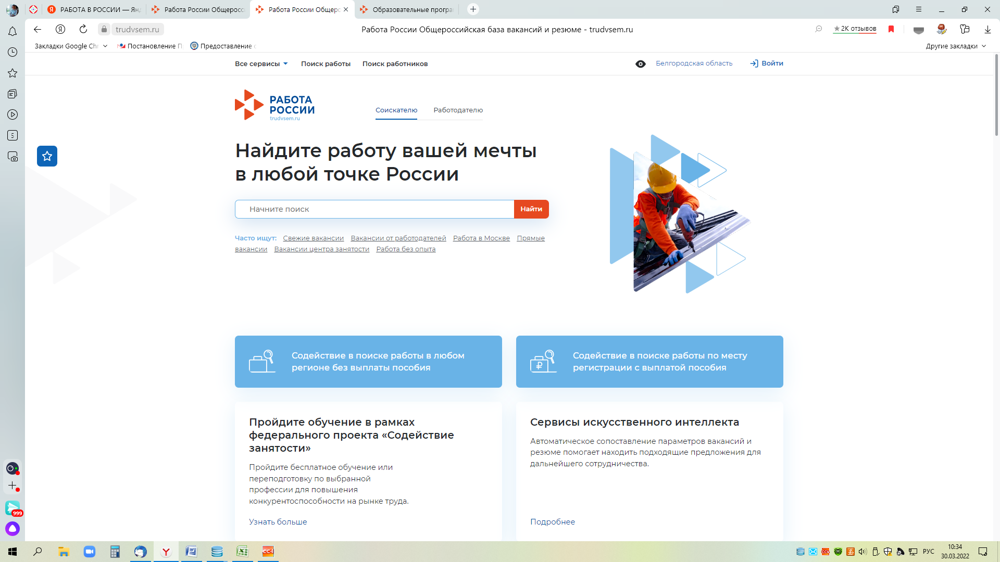 РАБОТА В РОССИИ — Янд
Работа России Общеросс
Работа России Общерс
Образовательные програ
trudvsem.ru
Работа России Общероссийская база вакансий и резюме - trudvsem.ru
2К отзывов
Закладки Google Ch
Постановление П
Предоставление с
Другие закладки
Все сервисы
Поиск работы
Поиск работников
Белгородская область
Войти
РАБОТА
РОССИИ
trudvsem.ru
Соискателю
Работодателю
Найдите работу вашей мечты
в любой точке России
Начните поиск
Найти
Часто ищут: Свежие вакансии Вакансии от работодателей Работа в Москве Прямые
вакансии Вакансии центра занятости Работа без опыта
Содействие в поиске работы в любом
регионе без выплаты пособия
Содействие в поиске работы по месту
регистрации с выплатой пособия
Пройдите обучение в рамках
федерального проекта «Содействие
занятости»
Пройдите бесплатное обучение или
переподготовку по выбранной
профессии для повышения
конкурентоспособности на рынке труда.
Узнать больше
Сервисы искусственного интеллекта
Автоматическое сопоставление параметров вакансий и
резюме помогает находить подходящие предложения для
дальнейшего сотрудничества.
Подробнее
5
999
CC4
РУС
10:34
30.03.2022